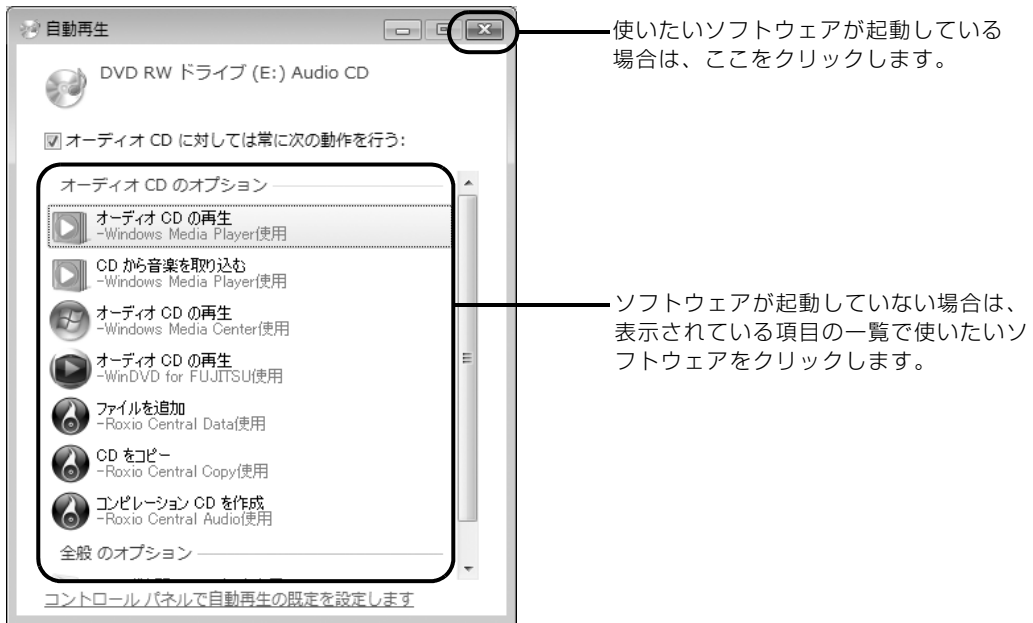 自動再生
使いたいソフトウェアが起動している
場合は、ここをクリックします。
DVD RW ドライブ (E:) Audio CD
オーディオ CD に対しては常に次の動作を行う:
オーディオ CD のオプション
オーディオ CD の再生
-Windows Media Player使用
CD から音楽を取り込む
-Windows Media Player使用
オーディオ CD の再生
-Windows Media Center使用
オーディオ CD の再生
-WinDVD for FUJITSU使用
ファイルを追加
-Roxio Central Data使用
CD をコピー
-Roxio Central Copy使用
コンピレーション CD を作成
-Roxio Central Audio使用
全般 のオプション
コントロール パネルで自動再生の既定を設定します
ソフトウェアが起動していない場合は、
表示されている項目の一覧で使いたいソ
フトウェアをクリックします。